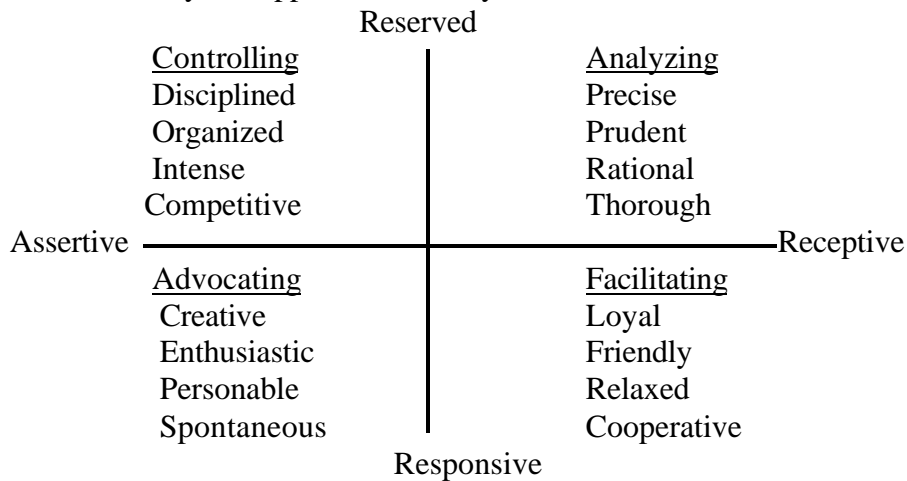 Reserved
Controlling Analyzing
Disciplined Precise
Organized Prudent
Intense Rational
Competitive Thorough
Assertive Receptive
Advocating Facilitating
Creative Loyal
Enthusiastic Friendly
Personable Relaxed
Spontaneous Cooperative
Responsive